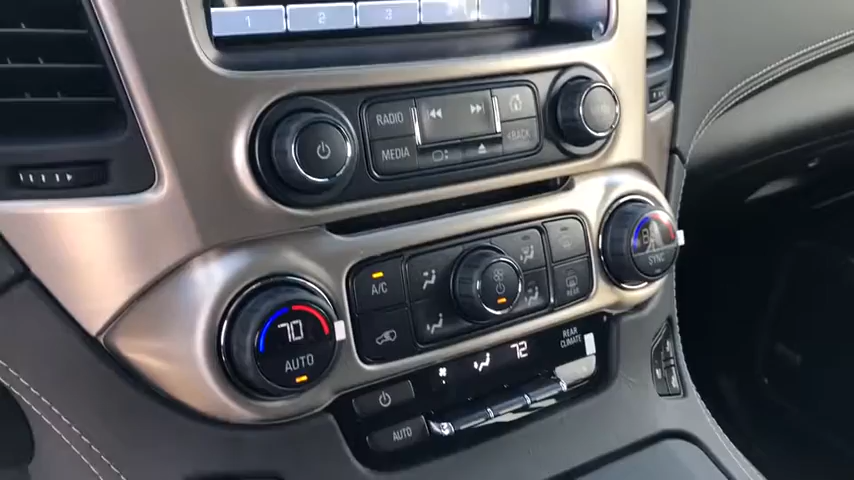 1 2 3
RADIO
MEDIA
BACK
A/C
REAR
SYNC
70
AUTO
72
REAR
CLIMATE
AUTO